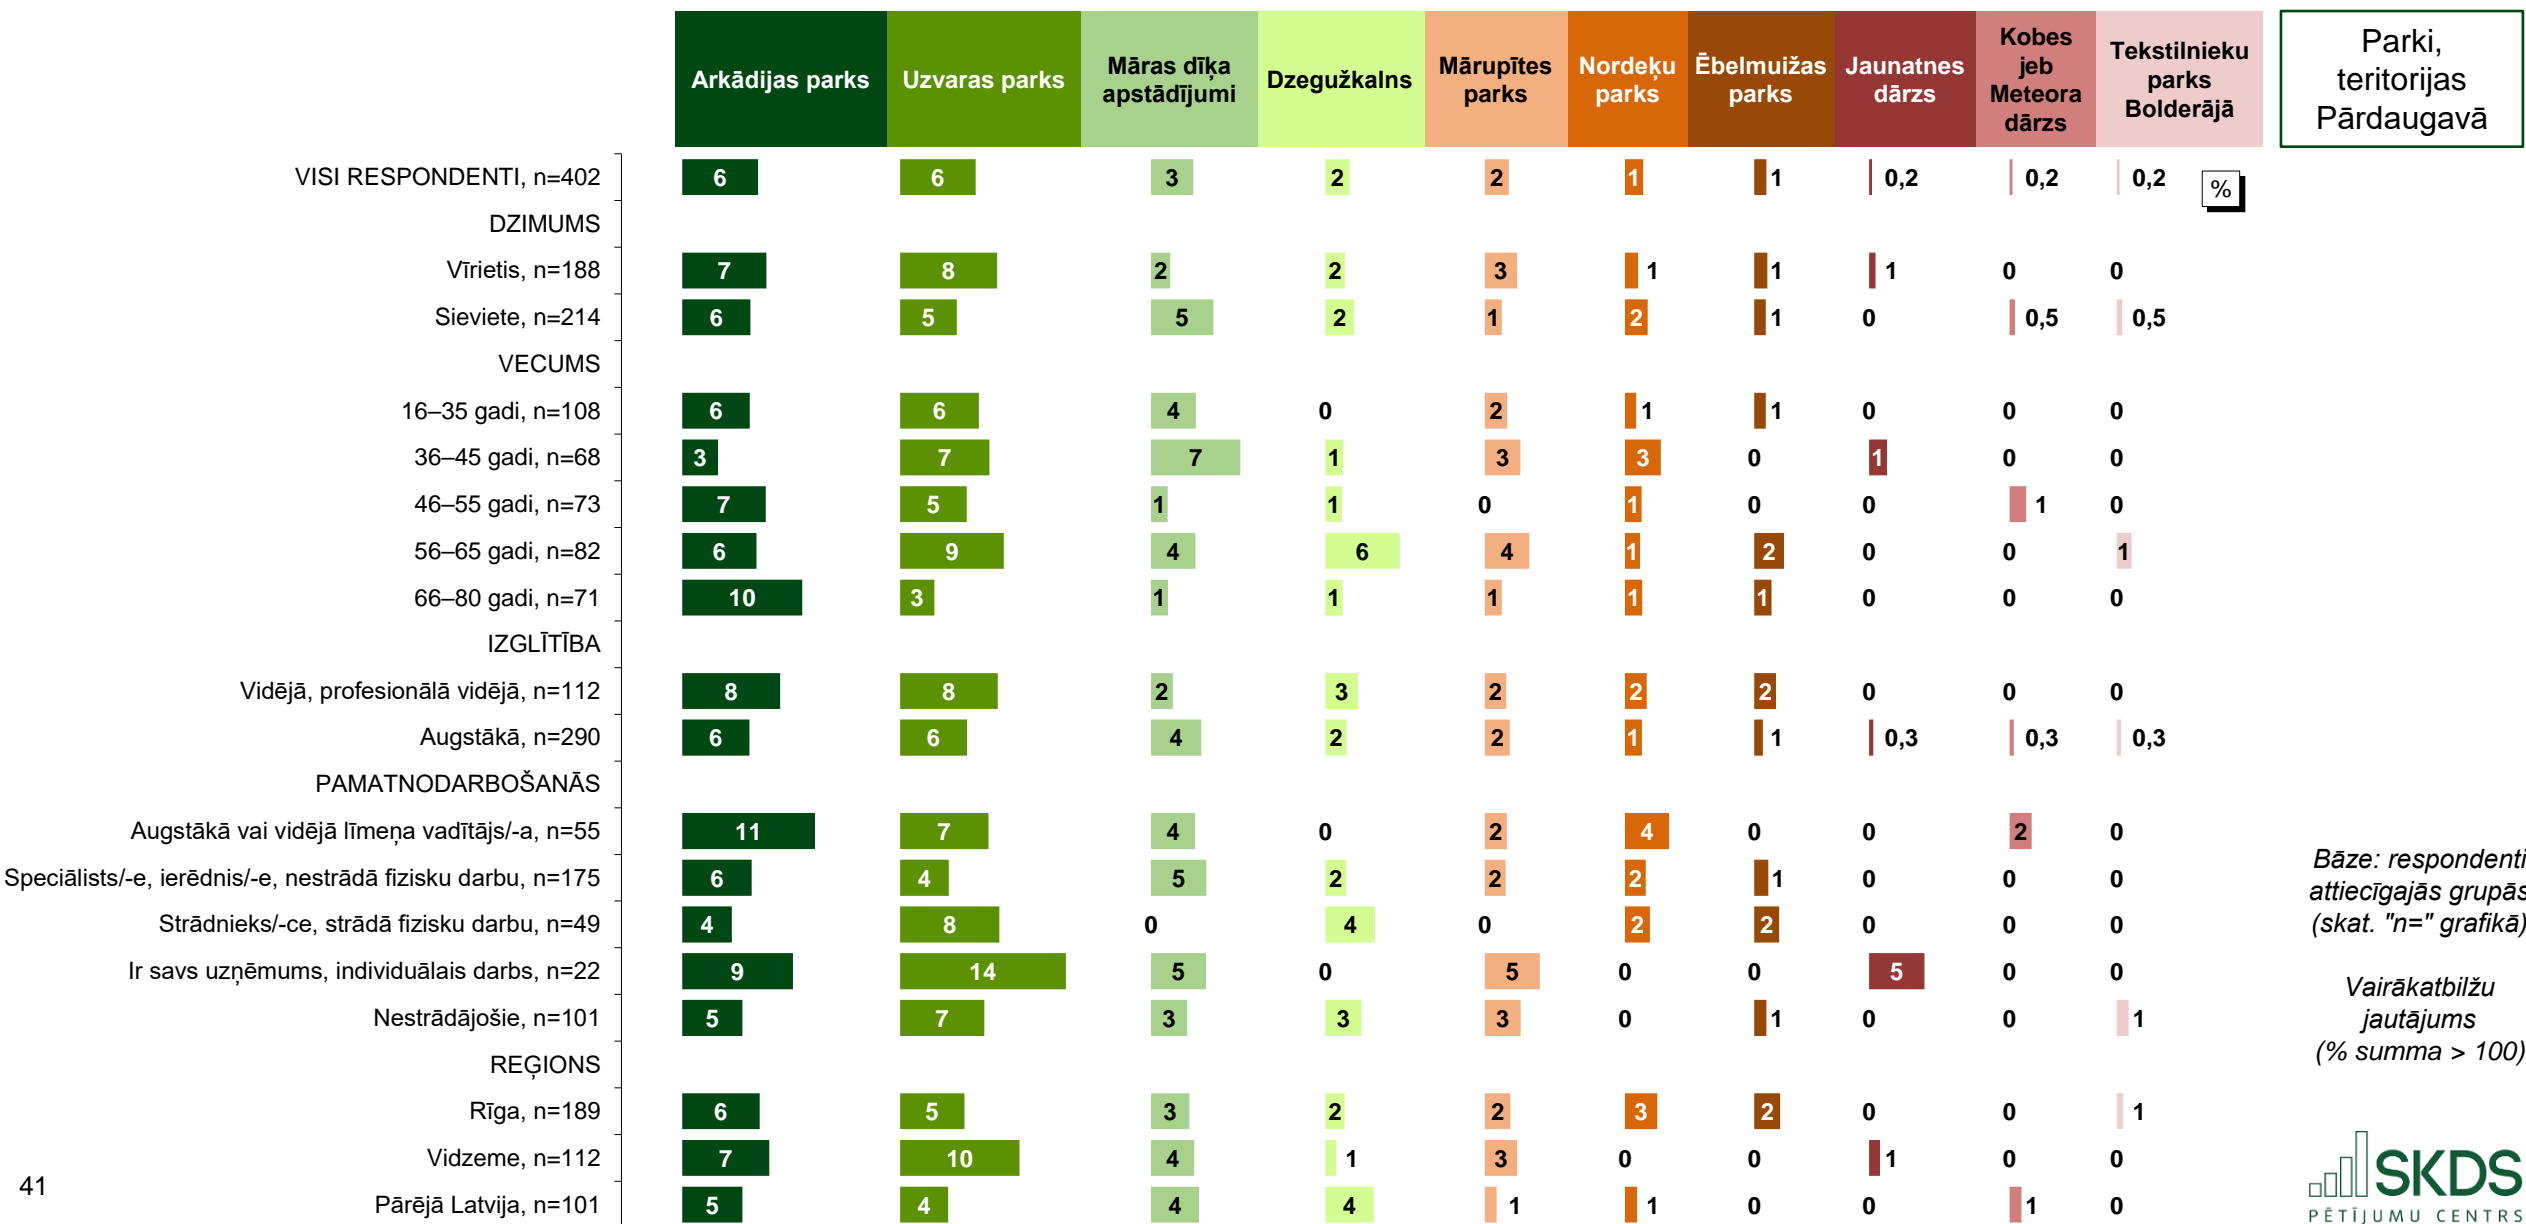 Arkādijas parks Uzvaras parks Māras dīķa apstādījumi Dzegužkalns Mārupītes parks Nordeķu parks Ēbelmuižas parks Jaunatnes dārzs Kobes jeb Meteora dārzs Tekstilnieku parks Bolderājā
Parki,
teritorijas
Pārdaugavā
VISI RESPONDENTI, n=402 6 6 3 2 2 1 1 0,2 0,2 0,2
%
DZIMUMS
Vīrietis, n=188 7 8 2 2 3 1 1 1 0 0
Sieviete, n=214 6 5 5 2 1 2 1 0 0,5 0,5
VECUMS
16–35 gadi, n=108 6 6 4 0 2 1 1 0 0 0
36–45 gadi, n=68 3 7 7 1 3 3 0 1 0 0
46–55 gadi, n=73 7 5 1 1 0 1 0 0 1 0
56–65 gadi, n=82 6 9 4 6 4 1 2 0 0 1
66–80 gadi, n=71 10 3 1 1 1 1 1 0 0 0
IZGLĪTĪBA
Vidējā, profesionālā vidējā, n=112 8 8 2 3 2 2 2 0 0 0
Augstākā, n=290 6 6 4 2 2 1 1 0,3 0,3 0,3
PAMATNODARBOŠANĀS
Augstākā vai vidējā līmeņa vadītājs/-a, n=55 11 7 4 0 2 4 0 0 2 0
Speciālists/-e, ierēdnis/-e, nestrādā fizisku darbu, n=175 6 4 5 2 2 2 1 0 0 0
Strādnieks/-ce, strādā fizisku darbu, n=49 4 8 0 4 0 2 2 0 0 0
Ir savs uzņēmums, individuālais darbs, n=22 9 14 5 0 5 0 0 5 0 0
Nestrādājošie, n=101 5 7 3 3 3 0 1 0 0 1
REĢIONS
Rīga, n=189 6 5 3 2 2 3 2 0 0 1
Vidzeme, n=112 7 10 4 1 3 0 0 1 0 0
Pārējā Latvija, n=101 5 4 4 4 1 1 0 0 1 0
Bāze: respondenti
attiecīgajās grupās
(skat. "n=" grafikā)
Vairākatbilžu
jautājums
(% summa > 100)
41
SKDS
PĒTĪJUMU CENTRS